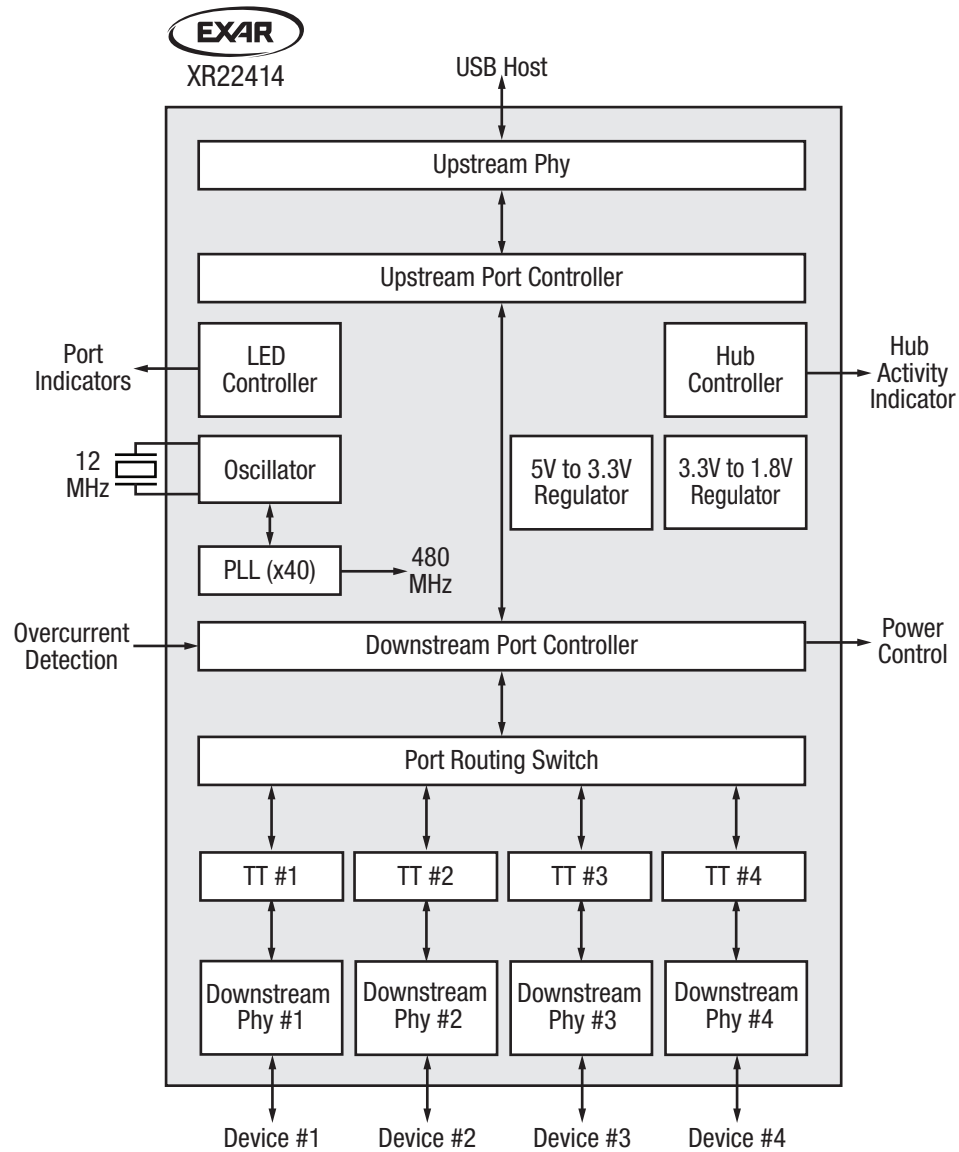 EXAR
XR22414
USB Host
Upstream Phy
Upstream Port Controller
Port
Indicators
LED
Controller
Hub
Controller
Hub
Activity
Indicator
12
MHz
Oscillator
5V to 3.3V
Regulator
3.3V to 1.8V
Regulator
PLL (x40)
480
MHz
Overcurrent
Detection
Downstream Port Controller
Power
Control
Port Routing Switch
TT #1
TT #2
TT #3
TT #4
Downstream
Phy #1
Downstream
Phy #2
Downstream
Phy #3
Downstream
Phy #4
Device #1
Device #2
Device #3
Device #4